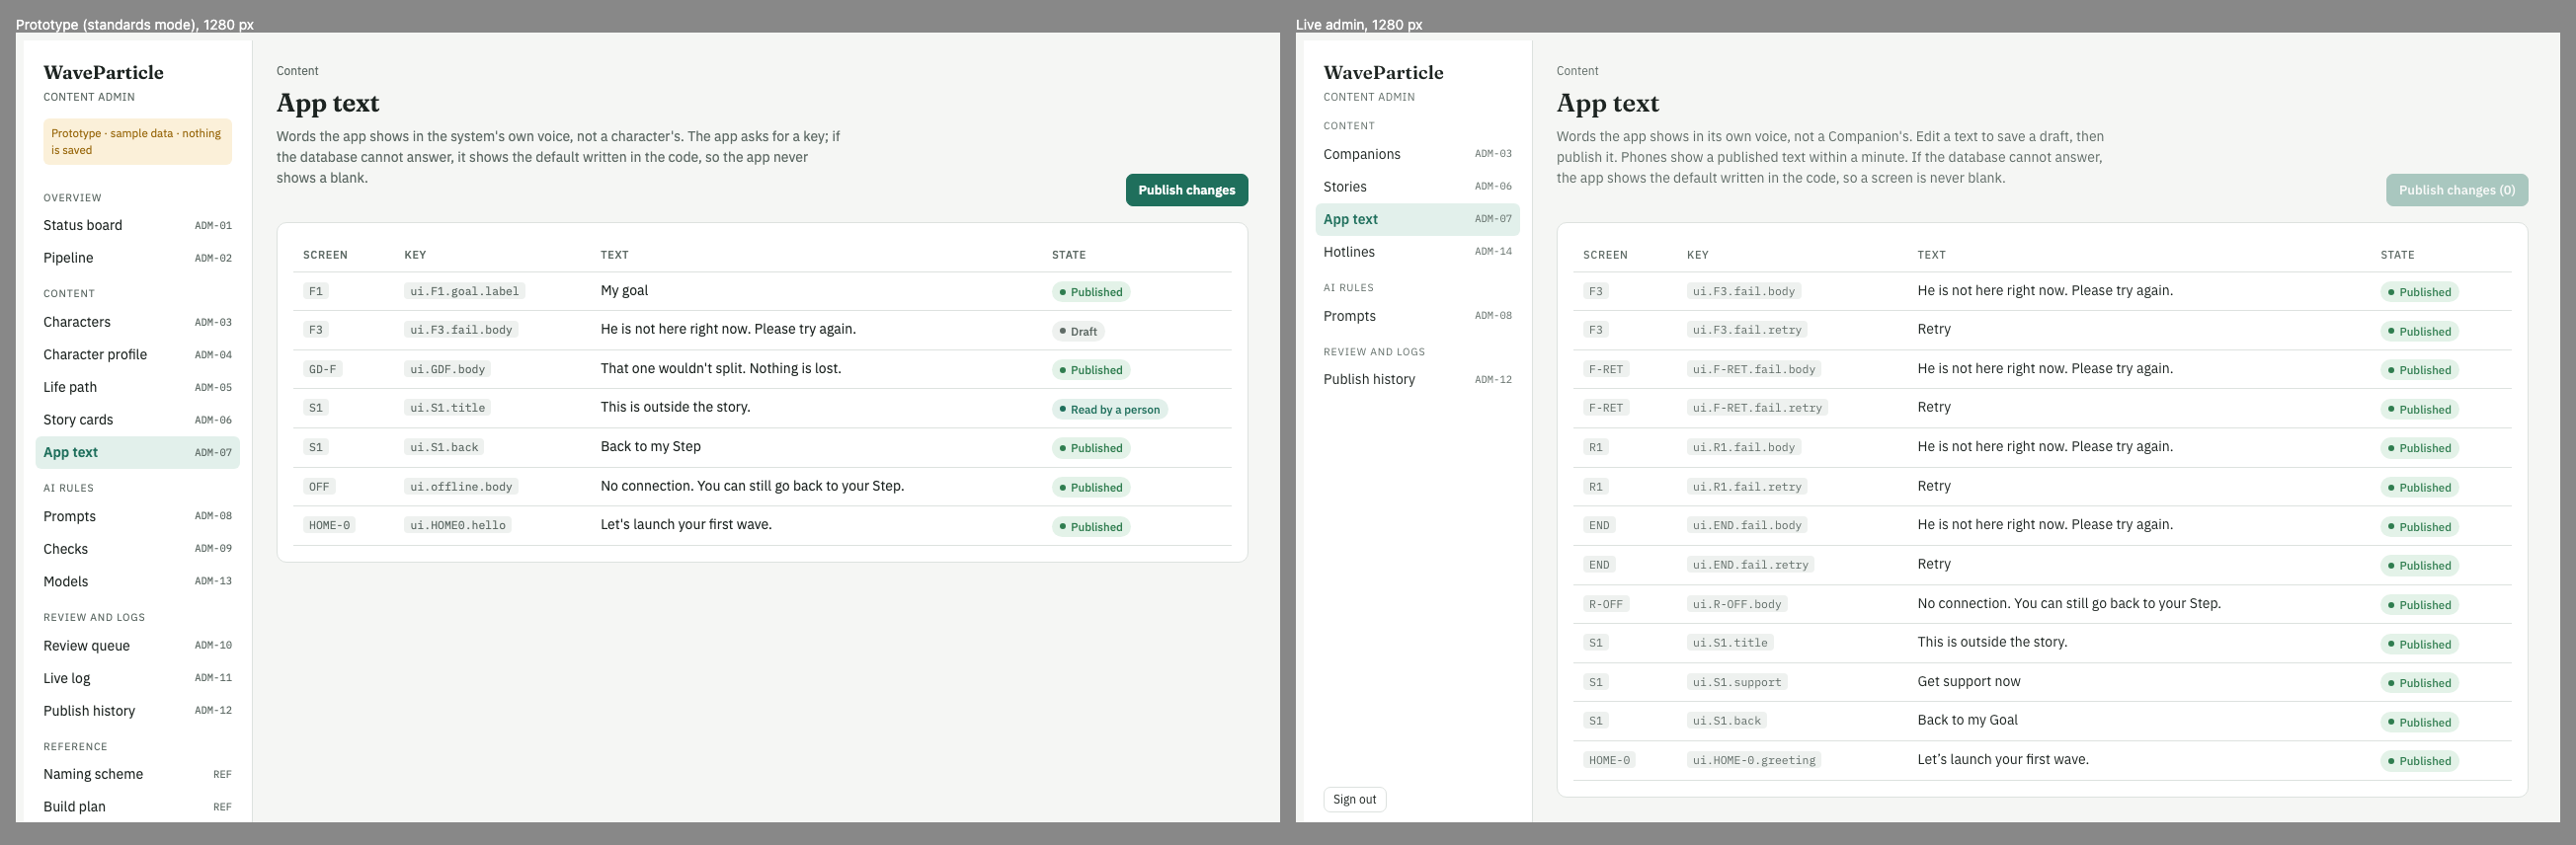 Prototype (standards mode), 1280 px
WaveParticle
CONTENT ADMIN
Prototype · sample data · nothing
is saved
OVERVIEW
Status board ADM-01
Pipeline ADM-02
CONTENT
Characters ADM-03
Character profile ADM-04
Life path ADM-05
Story cards ADM-06
App text ADM-07
AI RULES
Prompts ADM-08
Checks ADM-09
Models ADM-13
REVIEW AND LOGS
Review queue ADM-10
Live log ADM-11
Publish history ADM-12
REFERENCE
Naming scheme REF
Build plan REF
Content
App text
Words the app shows in the system's own voice, not a character's. The app asks for a key; if
the database cannot answer, it shows the default written in the code, so the app never
shows a blank.
Publish changes
SCREEN KEY TEXT STATE
F1 ui.F1.goal.label My goal Published
F3 ui.F3.fail.body He is not here right now. Please try again. Draft
GD-F ui.GDF.body That one wouldn't split. Nothing is lost. Published
S1 ui.S1.title This is outside the story. Read by a person
S1 ui.S1.back Back to my Step Published
OFF ui.offline.body No connection. You can still go back to your Step. Published
HOME-0 ui.HOME0.hello Let's launch your first wave. Published
Live admin, 1280 px
WaveParticle
CONTENT ADMIN
CONTENT
Companions ADM-03
Stories ADM-06
App text ADM-07
Hotlines ADM-14
AI RULES
Prompts ADM-08
REVIEW AND LOGS
Publish history ADM-12
Sign out
Content
App text
Words the app shows in its own voice, not a Companion's. Edit a text to save a draft, then
publish it. Phones show a published text within a minute. If the database cannot answer,
the app shows the default written in the code, so a screen is never blank.
Publish changes (0)
SCREEN KEY TEXT STATE
F3 ui.F3.fail.body He is not here right now. Please try again. Published
F3 ui.F3.fail.retry Retry Published
F-RET ui.F-RET.fail.body He is not here right now. Please try again. Published
F-RET ui.F-RET.fail.retry Retry Published
R1 ui.R1.fail.body He is not here right now. Please try again. Published
R1 ui.R1.fail.retry Retry Published
END ui.END.fail.body He is not here right now. Please try again. Published
END ui.END.fail.retry Retry Published
R-OFF ui.R-OFF.body No connection. You can still go back to your Step. Published
S1 ui.S1.title This is outside the story. Published
S1 ui.S1.support Get support now Published
S1 ui.S1.back Back to my Goal Published
HOME-0 ui.HOME-0.greeting Let’s launch your first wave. Published